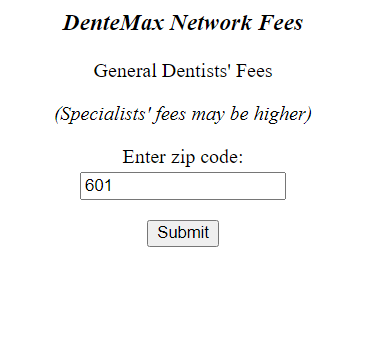 DenteMax Network Fees
General Dentists' Fees
(Specialists' fees may be higher)
Enter zip code:
601
Submit